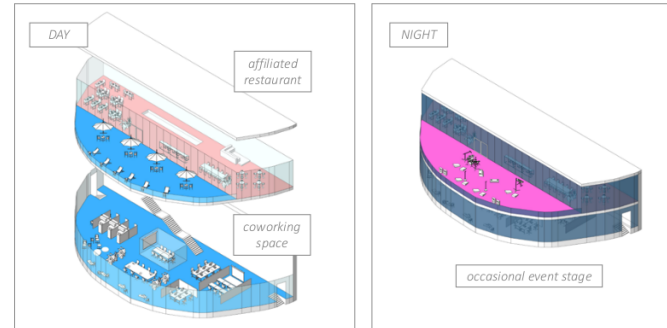 DAY
affiliated
restaurant
coworking
space
NIGHT
occasional event stage